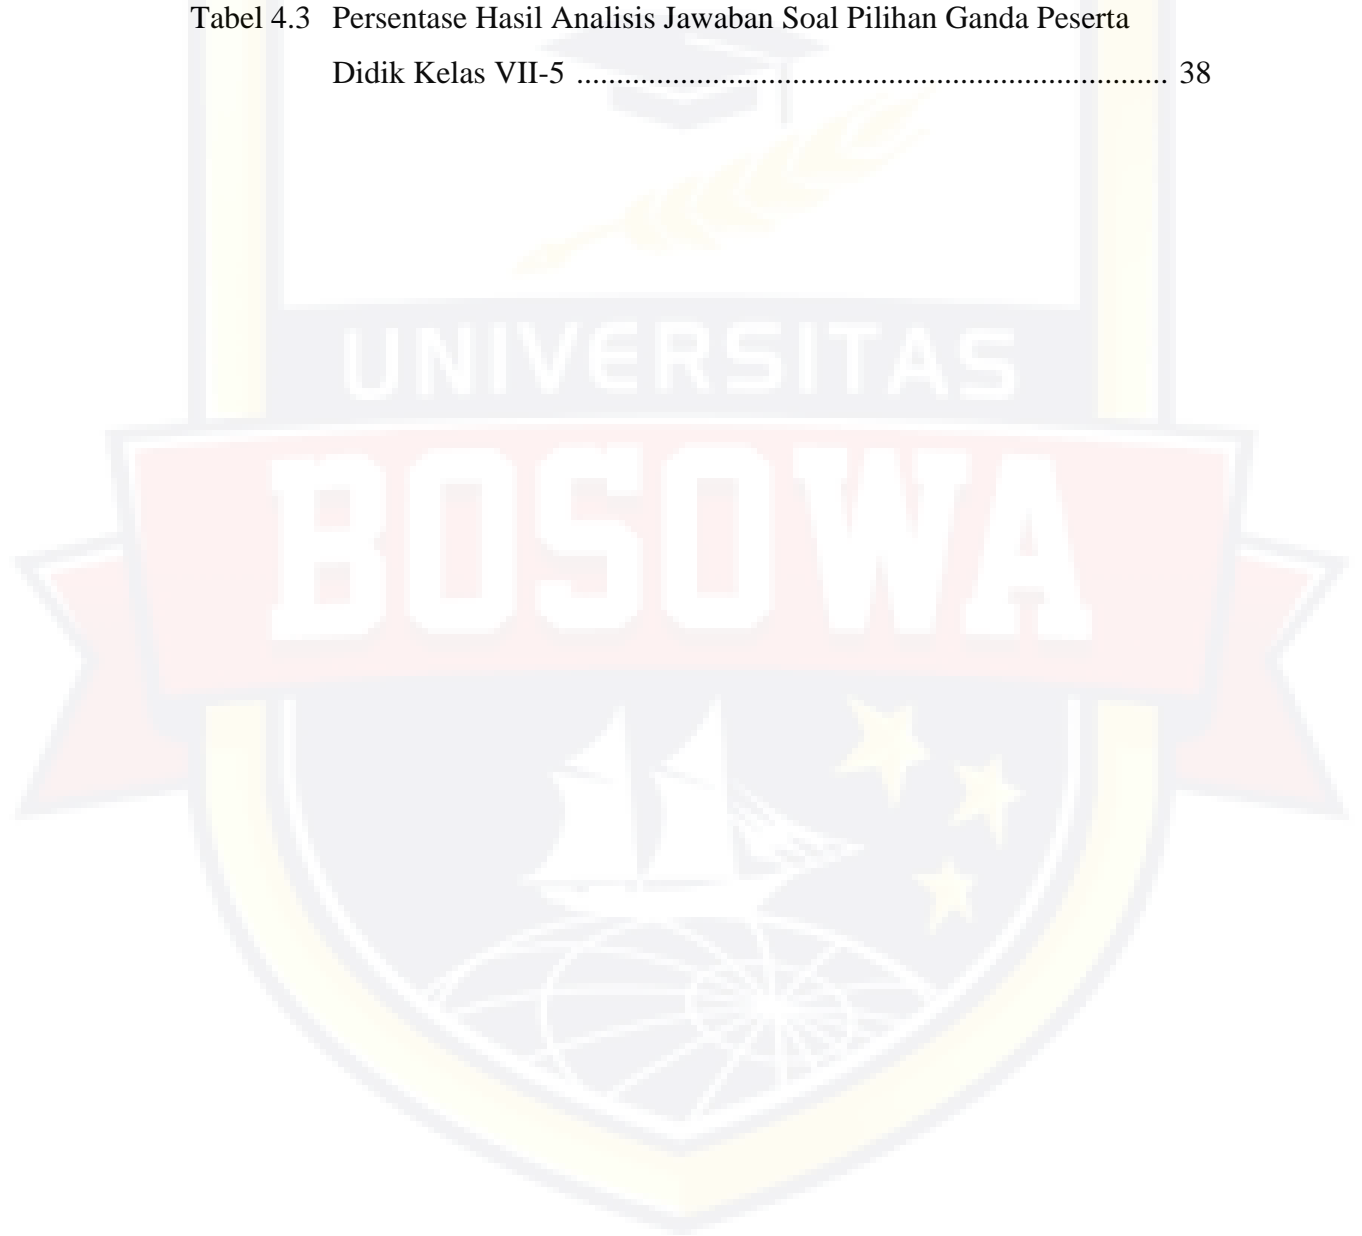 Tabel 4.3 Persentase Hasil Analisis Jawaban Soal Pilihan Ganda Peserta
Didik Kelas VII-5 .......................................................................... 38
UNIVERSITAS
BOSOWA